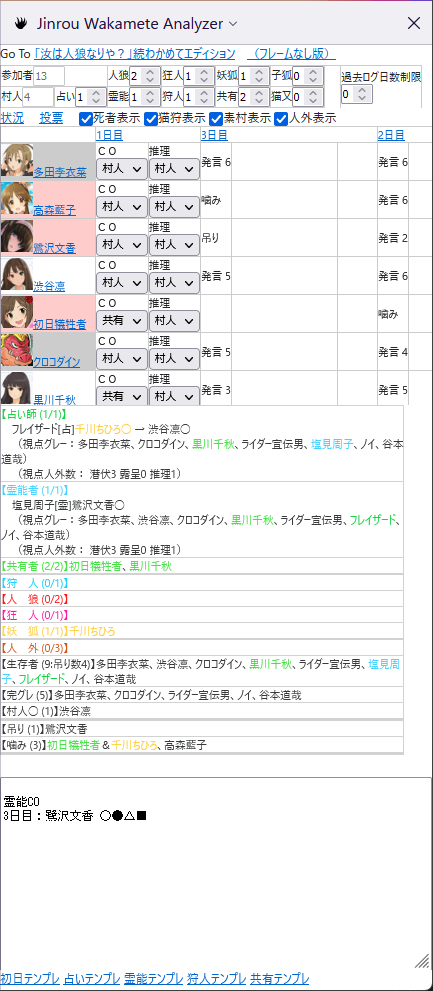 Jinrou Wakamete Analyzer
Go To 「汝は人狼なりや？」続わかめてエディション （フレームなし版）
参加者 13 人狼 2 狂人 1 妖狐 1 子狐 0 過去ログ日数制限
村人 4 占い 1 霊能 1 狩人 1 共有 2 猫又 0 0
状況 投票 死者表示 猫狩表示 素村表示 人外表示
1日目 3日目 2日目
多田李衣菜 ＣＯ 村人 推理 村人 発言 6 発言 6
高森藍子 ＣＯ 村人 推理 村人 噛み 発言 6
鷺沢文香 ＣＯ 村人 推理 村人 吊り 発言 2
渋谷凛 ＣＯ 村人 推理 村人 発言 5 発言 6
初日犠牲者 ＣＯ 共有 推理 村人 噛み
クロコダイン ＣＯ 村人 推理 村人 発言 5 発言 4
黒川千秋 ＣＯ 共有 推理 村人 発言 3 発言 5
【占い師 (1/1)】
フレイザード[占]千川ちひろ○ → 渋谷凛○
（視点グレー：多田李衣菜、クロコダイン、黒川千秋、ライダー宣伝男、塩見周子、ノイ、谷本
道哉）
（視点人外数： 潜伏3 露呈0 推理1）
【霊能者 (1/1)】
塩見周子[霊]鷺沢文香○
（視点グレー：多田李衣菜、渋谷凛、クロコダイン、黒川千秋、ライダー宣伝男、フレイザード、
ノイ、谷本道哉）
（視点人外数： 潜伏3 露呈0 推理1）
【共有者 (2/2)】初日犠牲者、黒川千秋
【狩　人 (0/1)】
【人　狼 (0/2)】
【狂　人 (0/1)】
【妖　狐 (1/1)】千川ちひろ
【人　外 (0/3)】
【生存者 (9:吊り数4)】多田李衣菜、渋谷凛、クロコダイン、黒川千秋、ライダー宣伝男、塩見周
子、フレイザード、ノイ、谷本道哉
【完グレ (5)】多田李衣菜、クロコダイン、ライダー宣伝男、ノイ、谷本道哉
【村人○ (1)】渋谷凛
【吊り (1)】鷺沢文香
【噛み (3)】初日犠牲者＆千川ちひろ、高森藍子
霊能CO
3日目：鷺沢文香 ○●△■
初日テンプレ 占いテンプレ 霊能テンプレ 狩人テンプレ 共有テンプレ